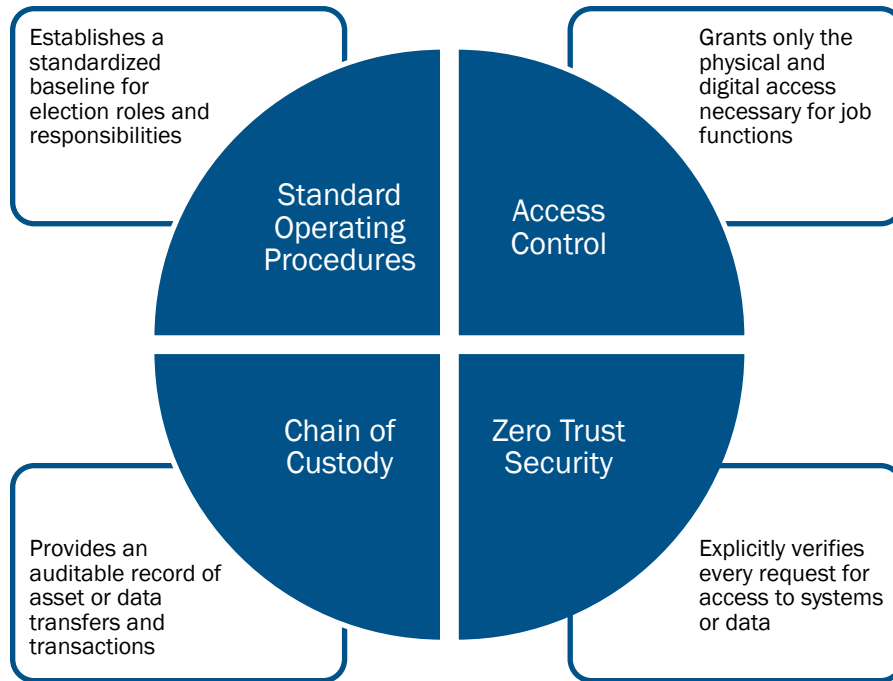 Establishes a
standardized
baseline for
election roles and
responsibilities
Grants only the
physical and
digital access
necessary for job
functions
Standard
Operating
Procedures
Access
Control
Chain of
Custody
Zero Trust
Security
Provides an
auditable record of
asset or data
transfers and
transactions
Explicitly verifies
every request for
access to systems
or data